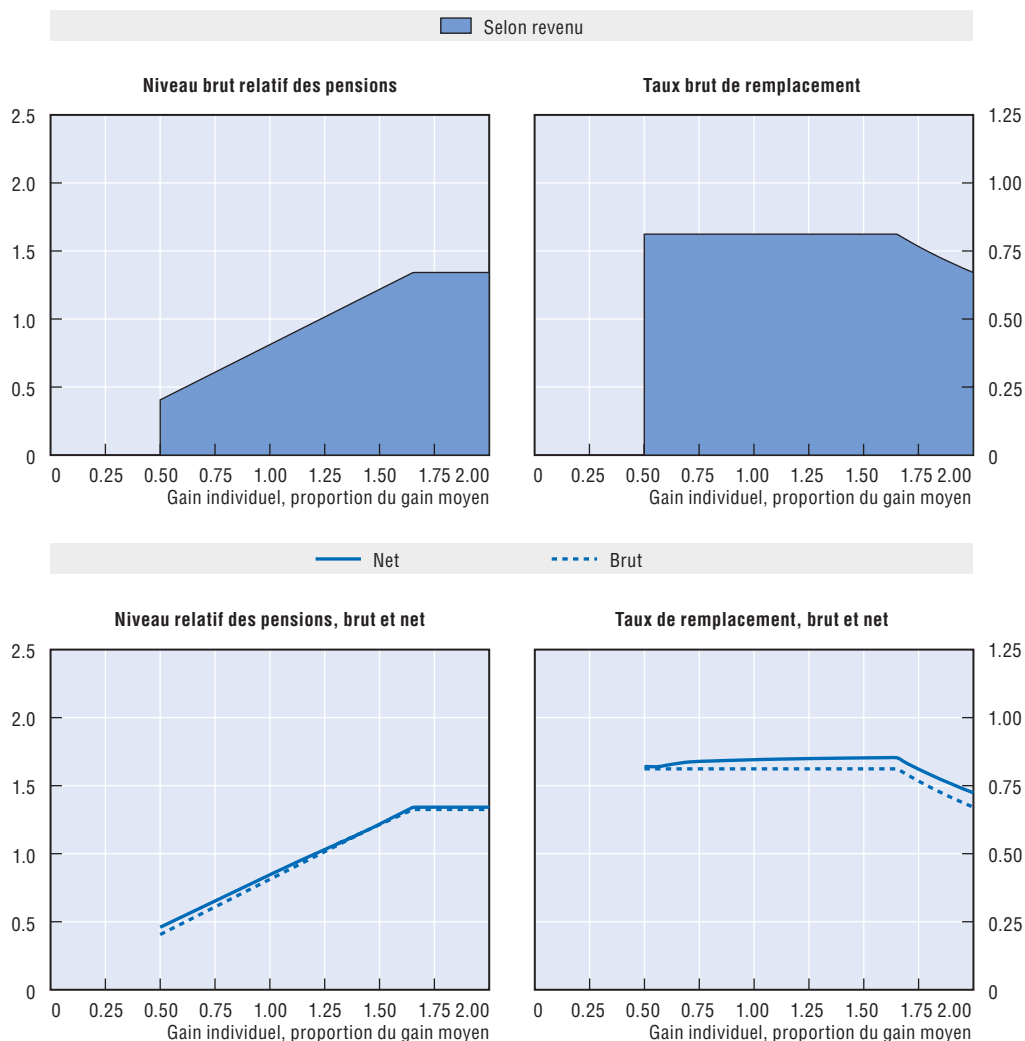 Selon revenu
Niveau brut relatif des pensions
Taux brut de remplacement
2.5
2.0
1.5
1.0
0.5
0
1.25
1.00
0.75
0.50
0.25
0
0 0.25 0.50 0.75 1.00 1.25 1.50 1.75 2.00
Gain individuel, proportion du gain moyen
0 0.25 0.50 0.75 1.00 1.25 1.50 1.75 2.00
Gain individuel, proportion du gain moyen
Net Brut
Niveau relatif des pensions, brut et net
Taux de remplacement, brut et net
2.5
2.0
1.5
1.0
0.5
0
1.25
1.00
0.75
0.50
0.25
0
0 0.25 0.50 0.75 1.00 1.25 1.50 1.75 2.00
Gain individuel, proportion du gain moyen
0 0.25 0.50 0.75 1.00 1.25 1.50 1.75 2.00
Gain individuel, proportion du gain moyen